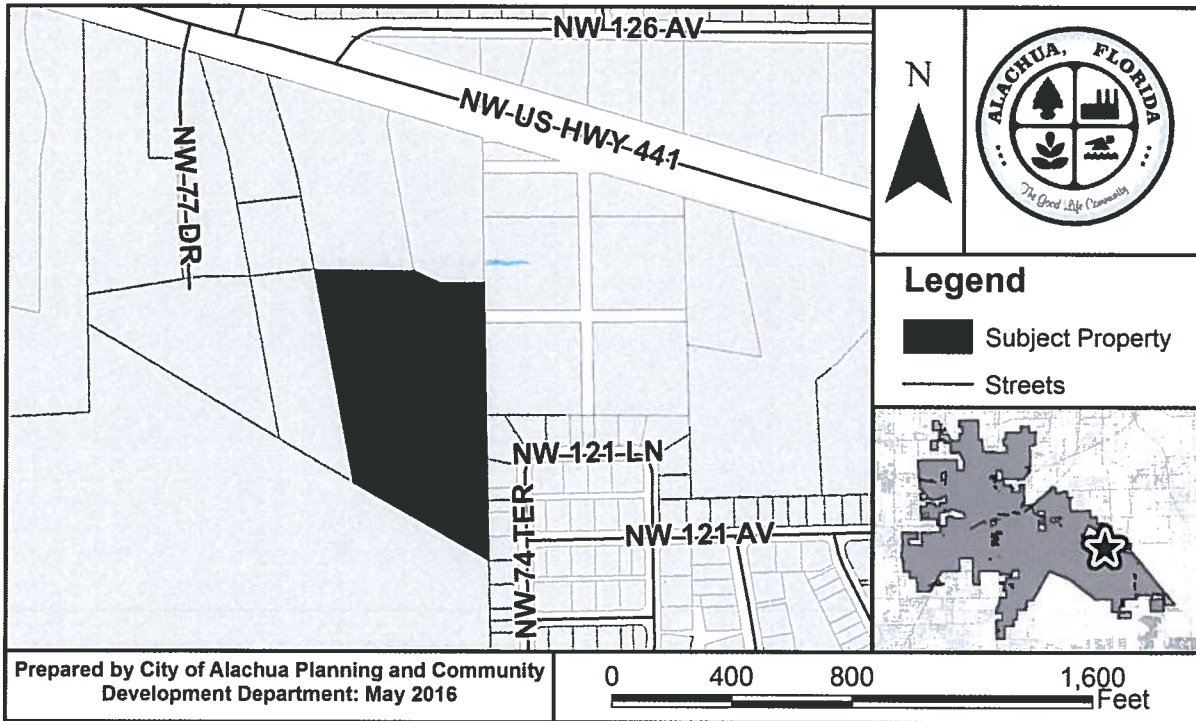 NW 126 AV
NW US HWY 441
NW 77 DR
NW 121 LN
NW 74 TER
NW 121 AV
N
ALACHUA, FLORIDA
The Good Life Community
Legend
Subject Property
Streets
Prepared by City of Alachua Planning and Community
Development Department: May 2016
0 400 800 1,600
Feet